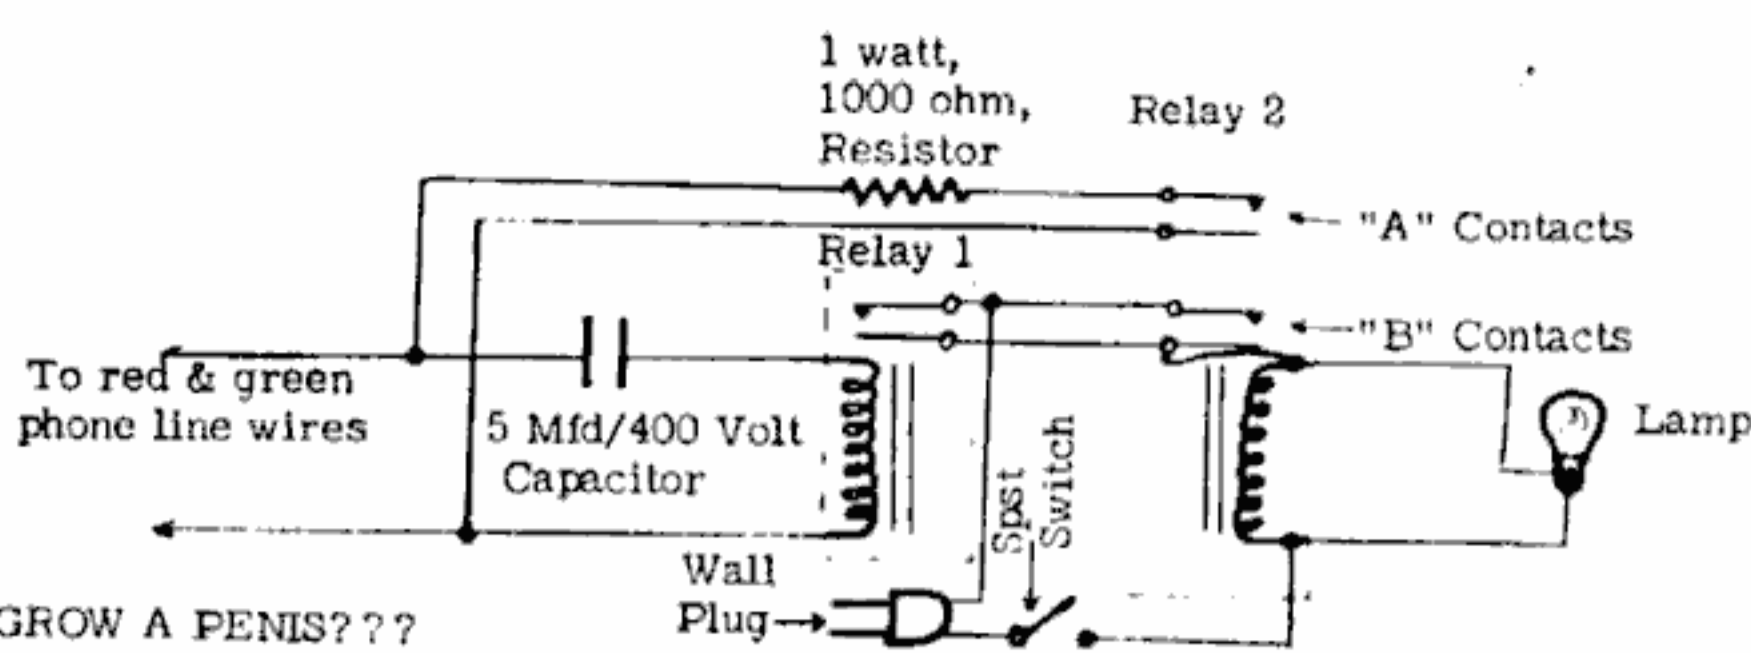 1 watt,
1000 ohm,
Resistor
Relay 2
"A" Contacts
Relay 1
"B" Contacts
To red & green
phone line wires
5 Mfd/400 Volt
Capacitor
Spst
Switch
Lamp
Wall
Plug
GROW A PENIS???